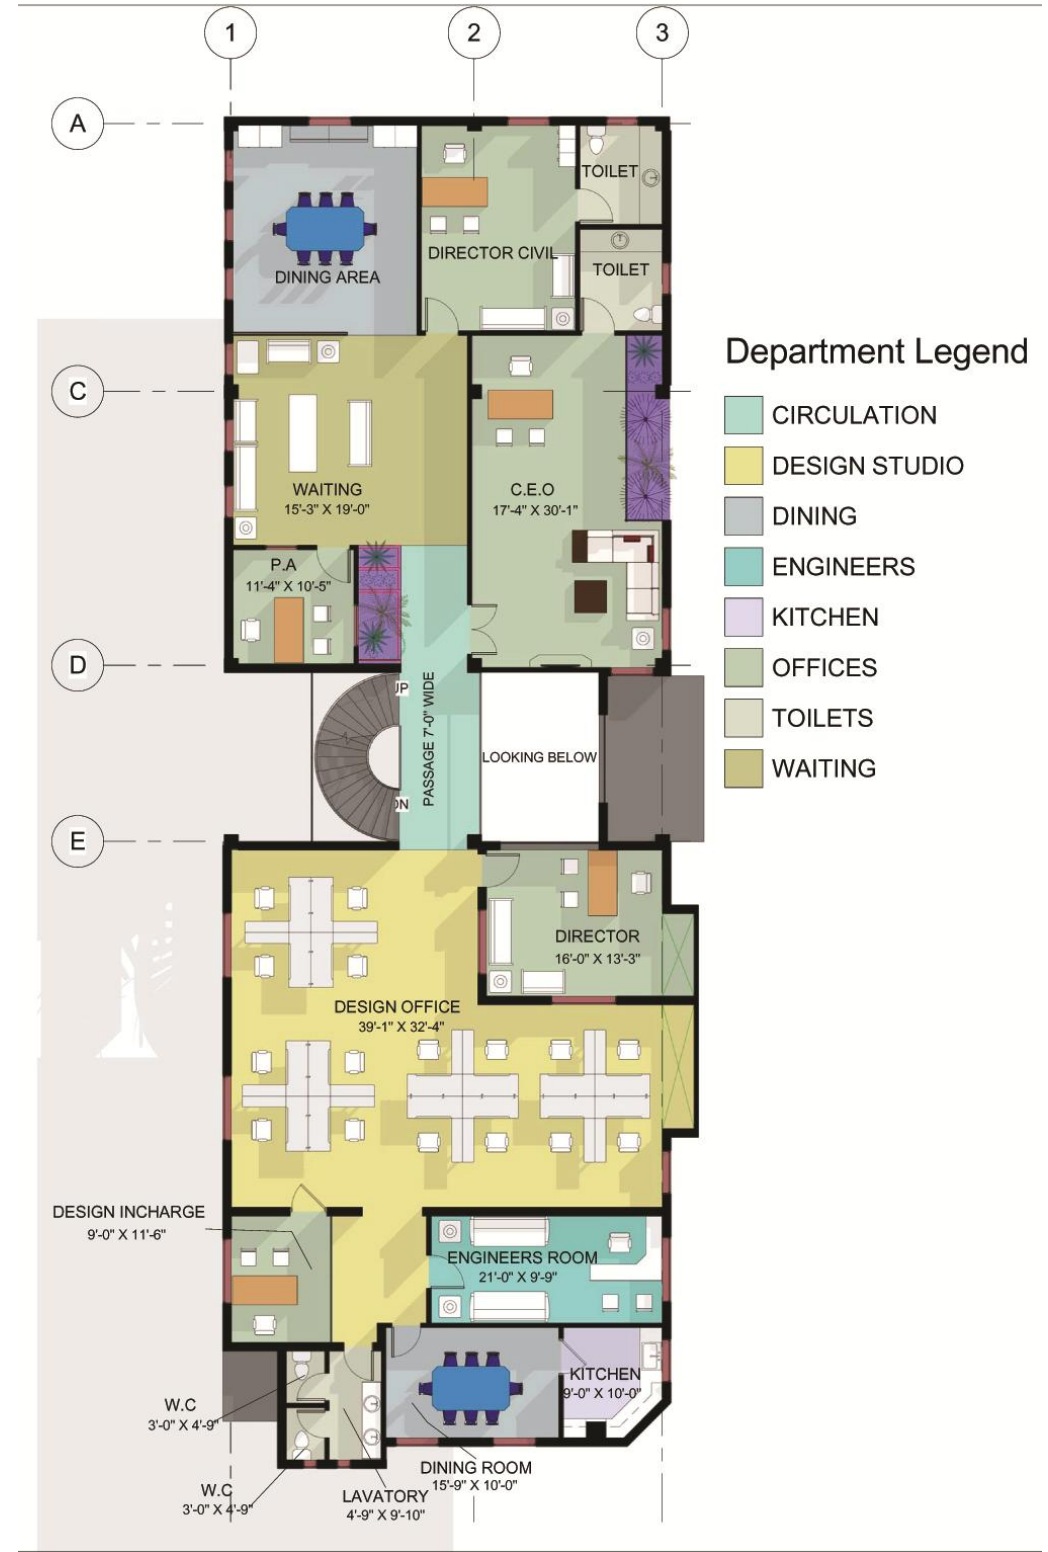 1
2
3
A
TOILET
DIRECTOR CIVIL
TOILET
DINING AREA
Department Legend
C
CIRCULATION
DESIGN STUDIO
DINING
ENGINEERS
KITCHEN
OFFICES
TOILETS
WAITING
WAITING
15'-3" X 19'-0"
C.E.O
17'-4" X 30'-1"
P.A
11'-4" X 10'-5"
D
UP
PASSAGE 7'-0" WIDE
LOOKING BELOW
DN
E
DIRECTOR
16'-0" X 13'-3"
DESIGN OFFICE
39'-1" X 32'-4"
DESIGN INCHARGE
9'-0" X 11'-6"
ENGINEERS ROOM
21'-0" X 9'-9"
KITCHEN
9'-0" X 10'-0"
W.C
3'-0" X 4'-9"
DINING ROOM
15'-9" X 10'-0"
W.C
3'-0" X 4'-9"
LAVATORY
4'-9" X 9'-10"